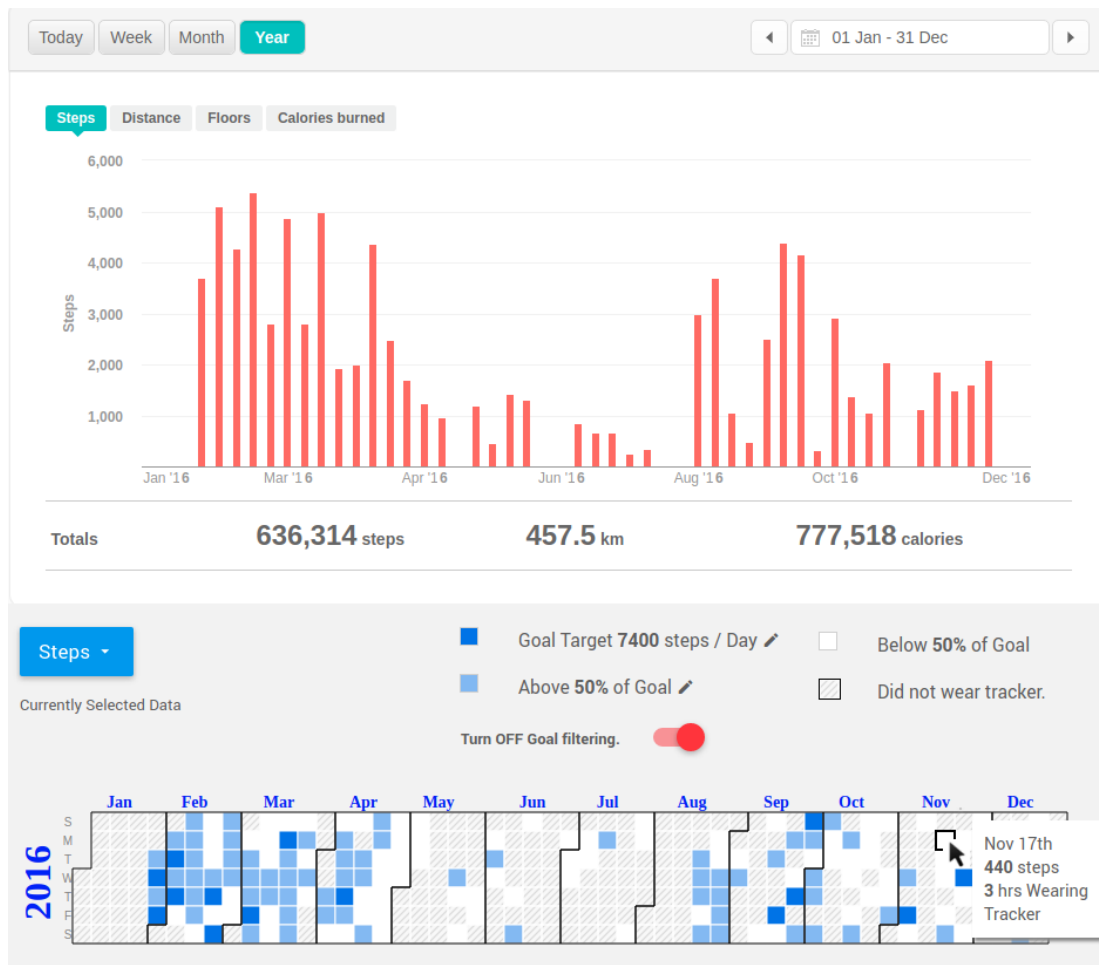 Today Week Month Year 01 Jan - 31 Dec
Steps Distance Floors Calories burned
6,000
5,000
4,000
3,000
2,000
1,000
Steps
Jan '16 Mar '16 Apr '16 Jun '16 Aug '16 Oct '16 Dec '16
Totals 636,314 steps 457.5 km 777,518 calories
Steps
Currently Selected Data
Goal Target 7400 steps / Day
Below 50% of Goal
Above 50% of Goal
Did not wear tracker.
Turn OFF Goal filtering.
Jan Feb Mar Apr May Jun Jul Aug Sep Oct Nov Dec
2016
S
M
T
W
T
F
S
Nov 17th
440 steps
3 hrs Wearing
Tracker